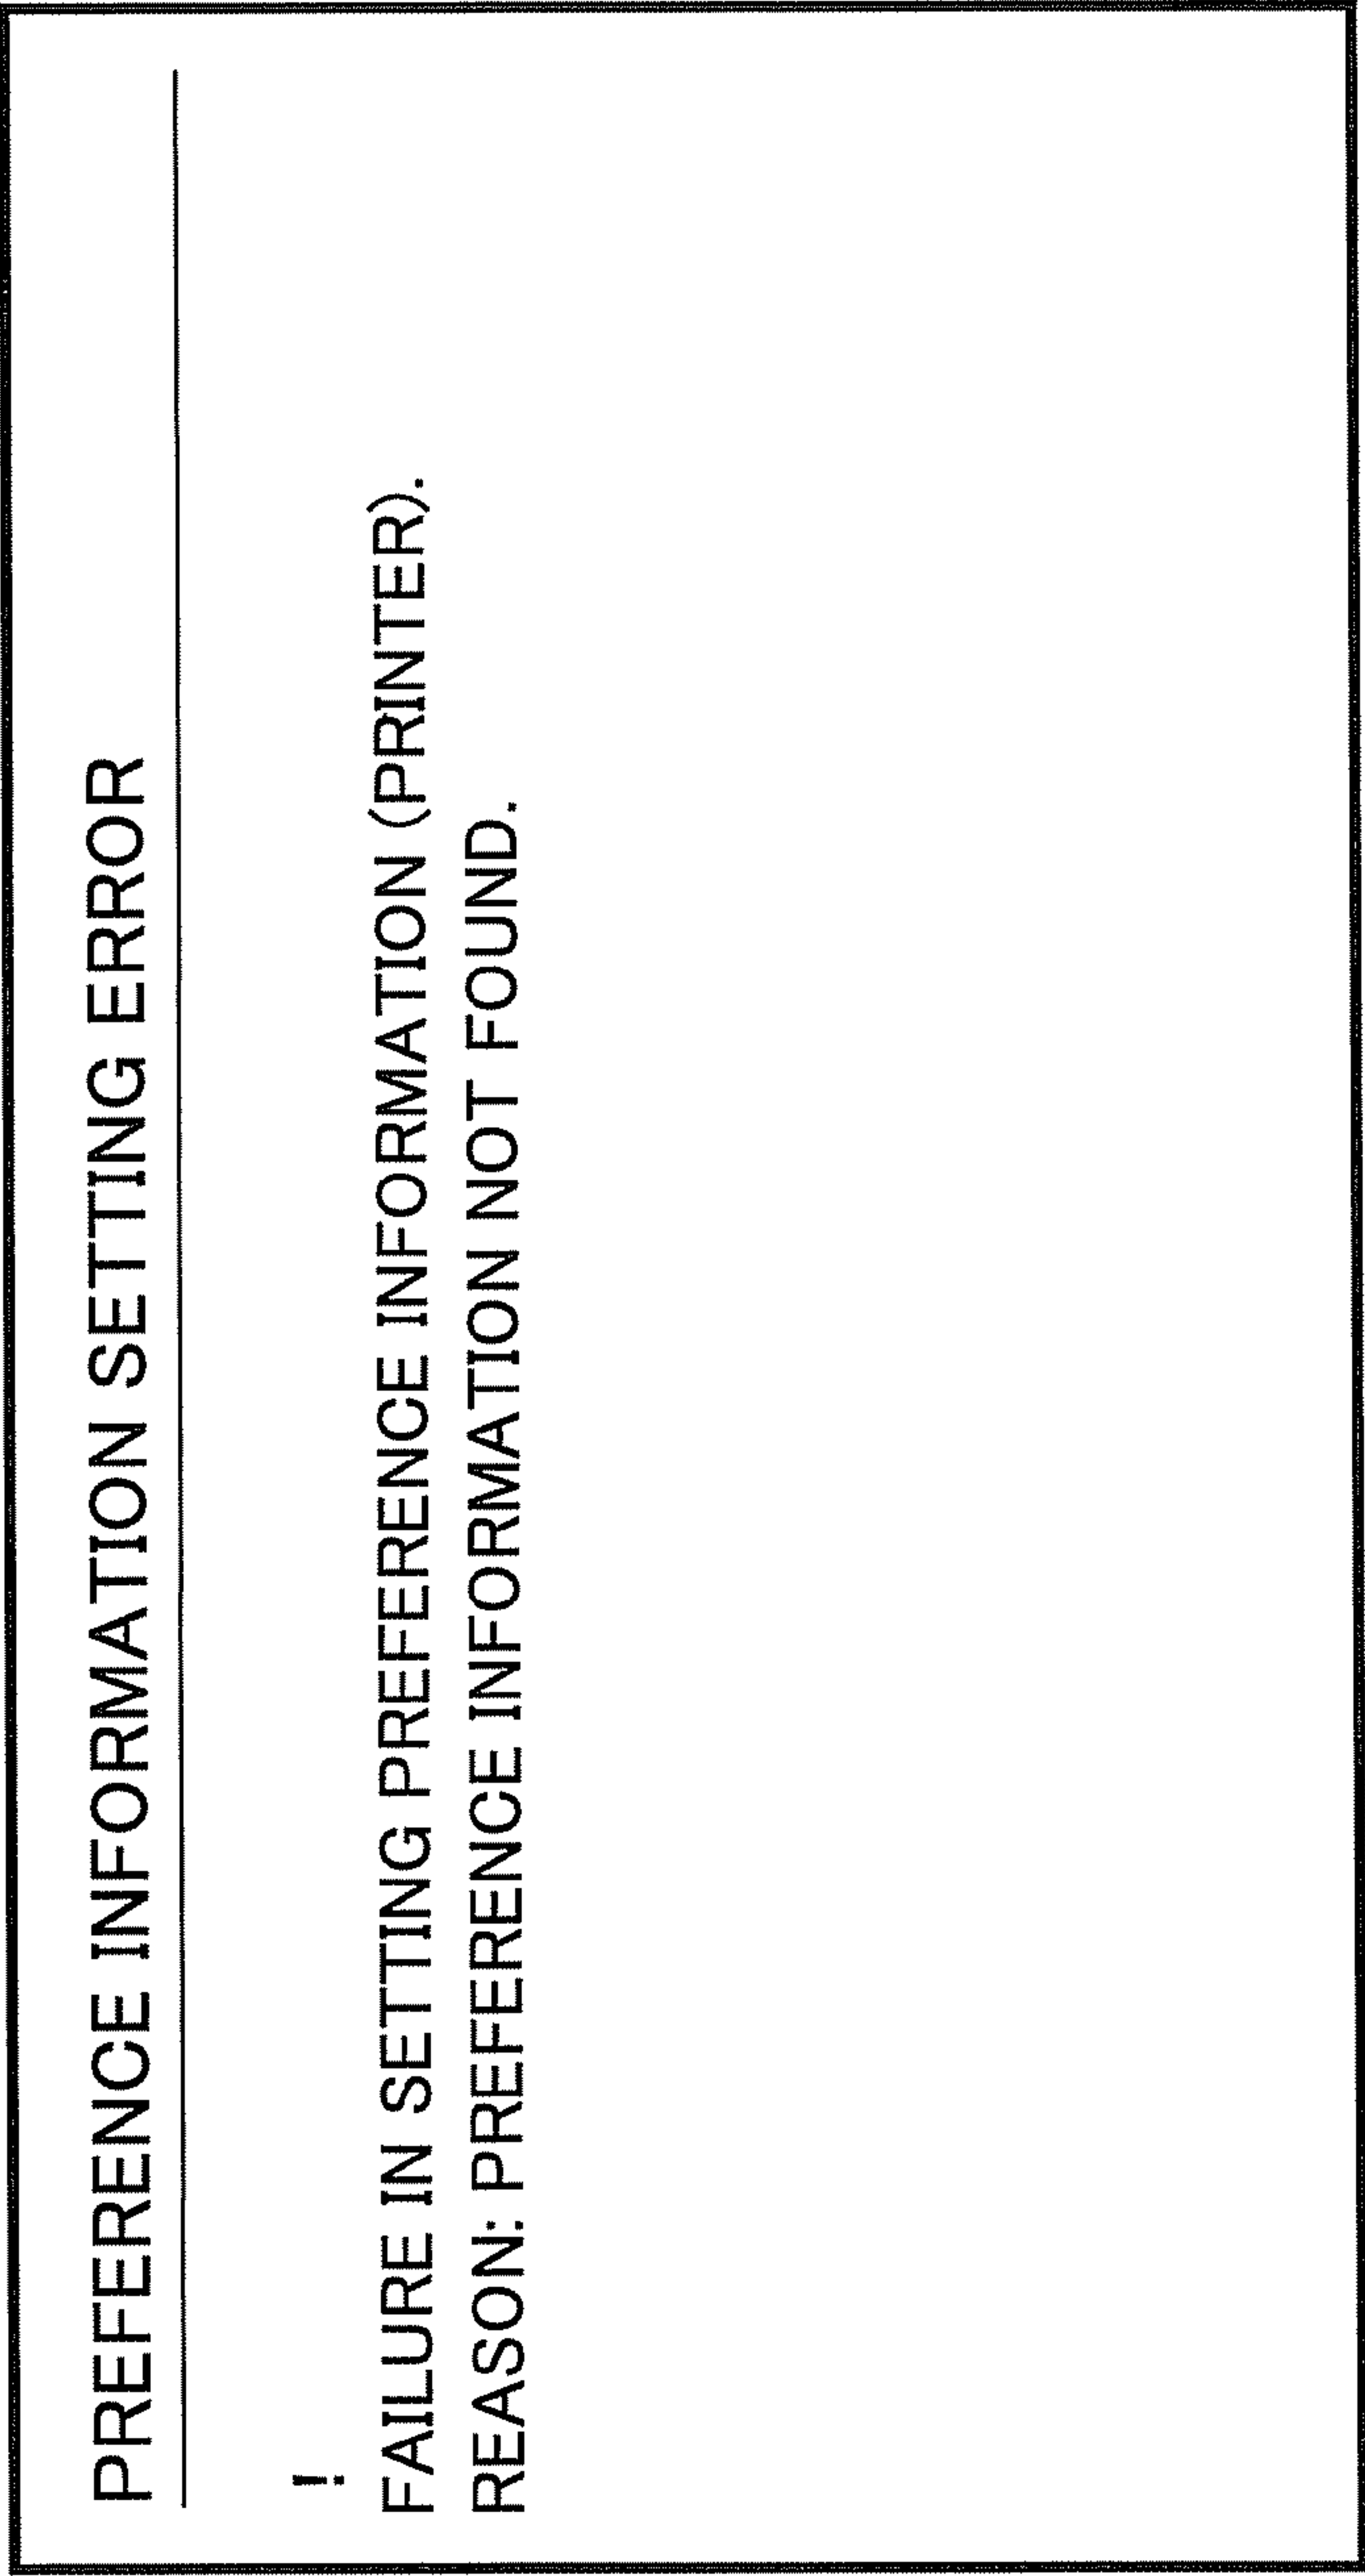 PREFERENCE INFORMATION SETTING ERROR
!
FAILURE IN SETTING PREFERENCE INFORMATION (PRINTER).
REASON: PREFERENCE INFORMATION NOT FOUND.